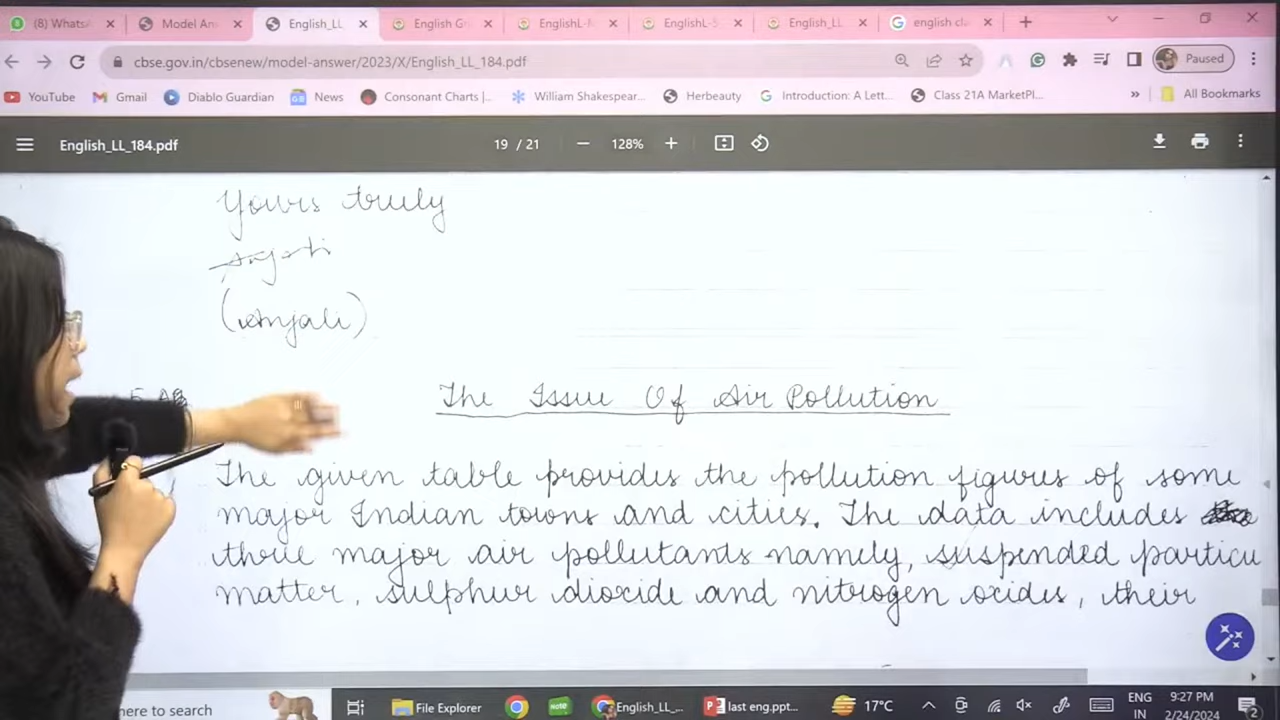 (8) Whats
Model An
English_LL
English Gr
EnglishL-
EnglishL-S
English_LL
english cl
cbse.gov.in/cbsenew/model-answer/2023/X/English_LL_184.pdf
Paused
YouTube
Gmail
Diablo Guardian
News
Consonant Charts |...
William Shakespear...
Herbeauty
Introduction: A Lett...
Class 21A MarketPl...
»
All Bookmarks
English_LL_184.pdf
19 / 21
128%
Yours truly
(Anjali)
The Issue Of Air Pollution
The given table provides the pollution figures of some
major Indian towns and cities. The data includes
three major air pollutants namely, suspended particu
matter, sulphur dioxide and nitrogen oxides, their
here to search
File Explorer
English_LL_...
last eng.ppt...
17°C
ENG
IN
9:27 PM
2/24/2024
2